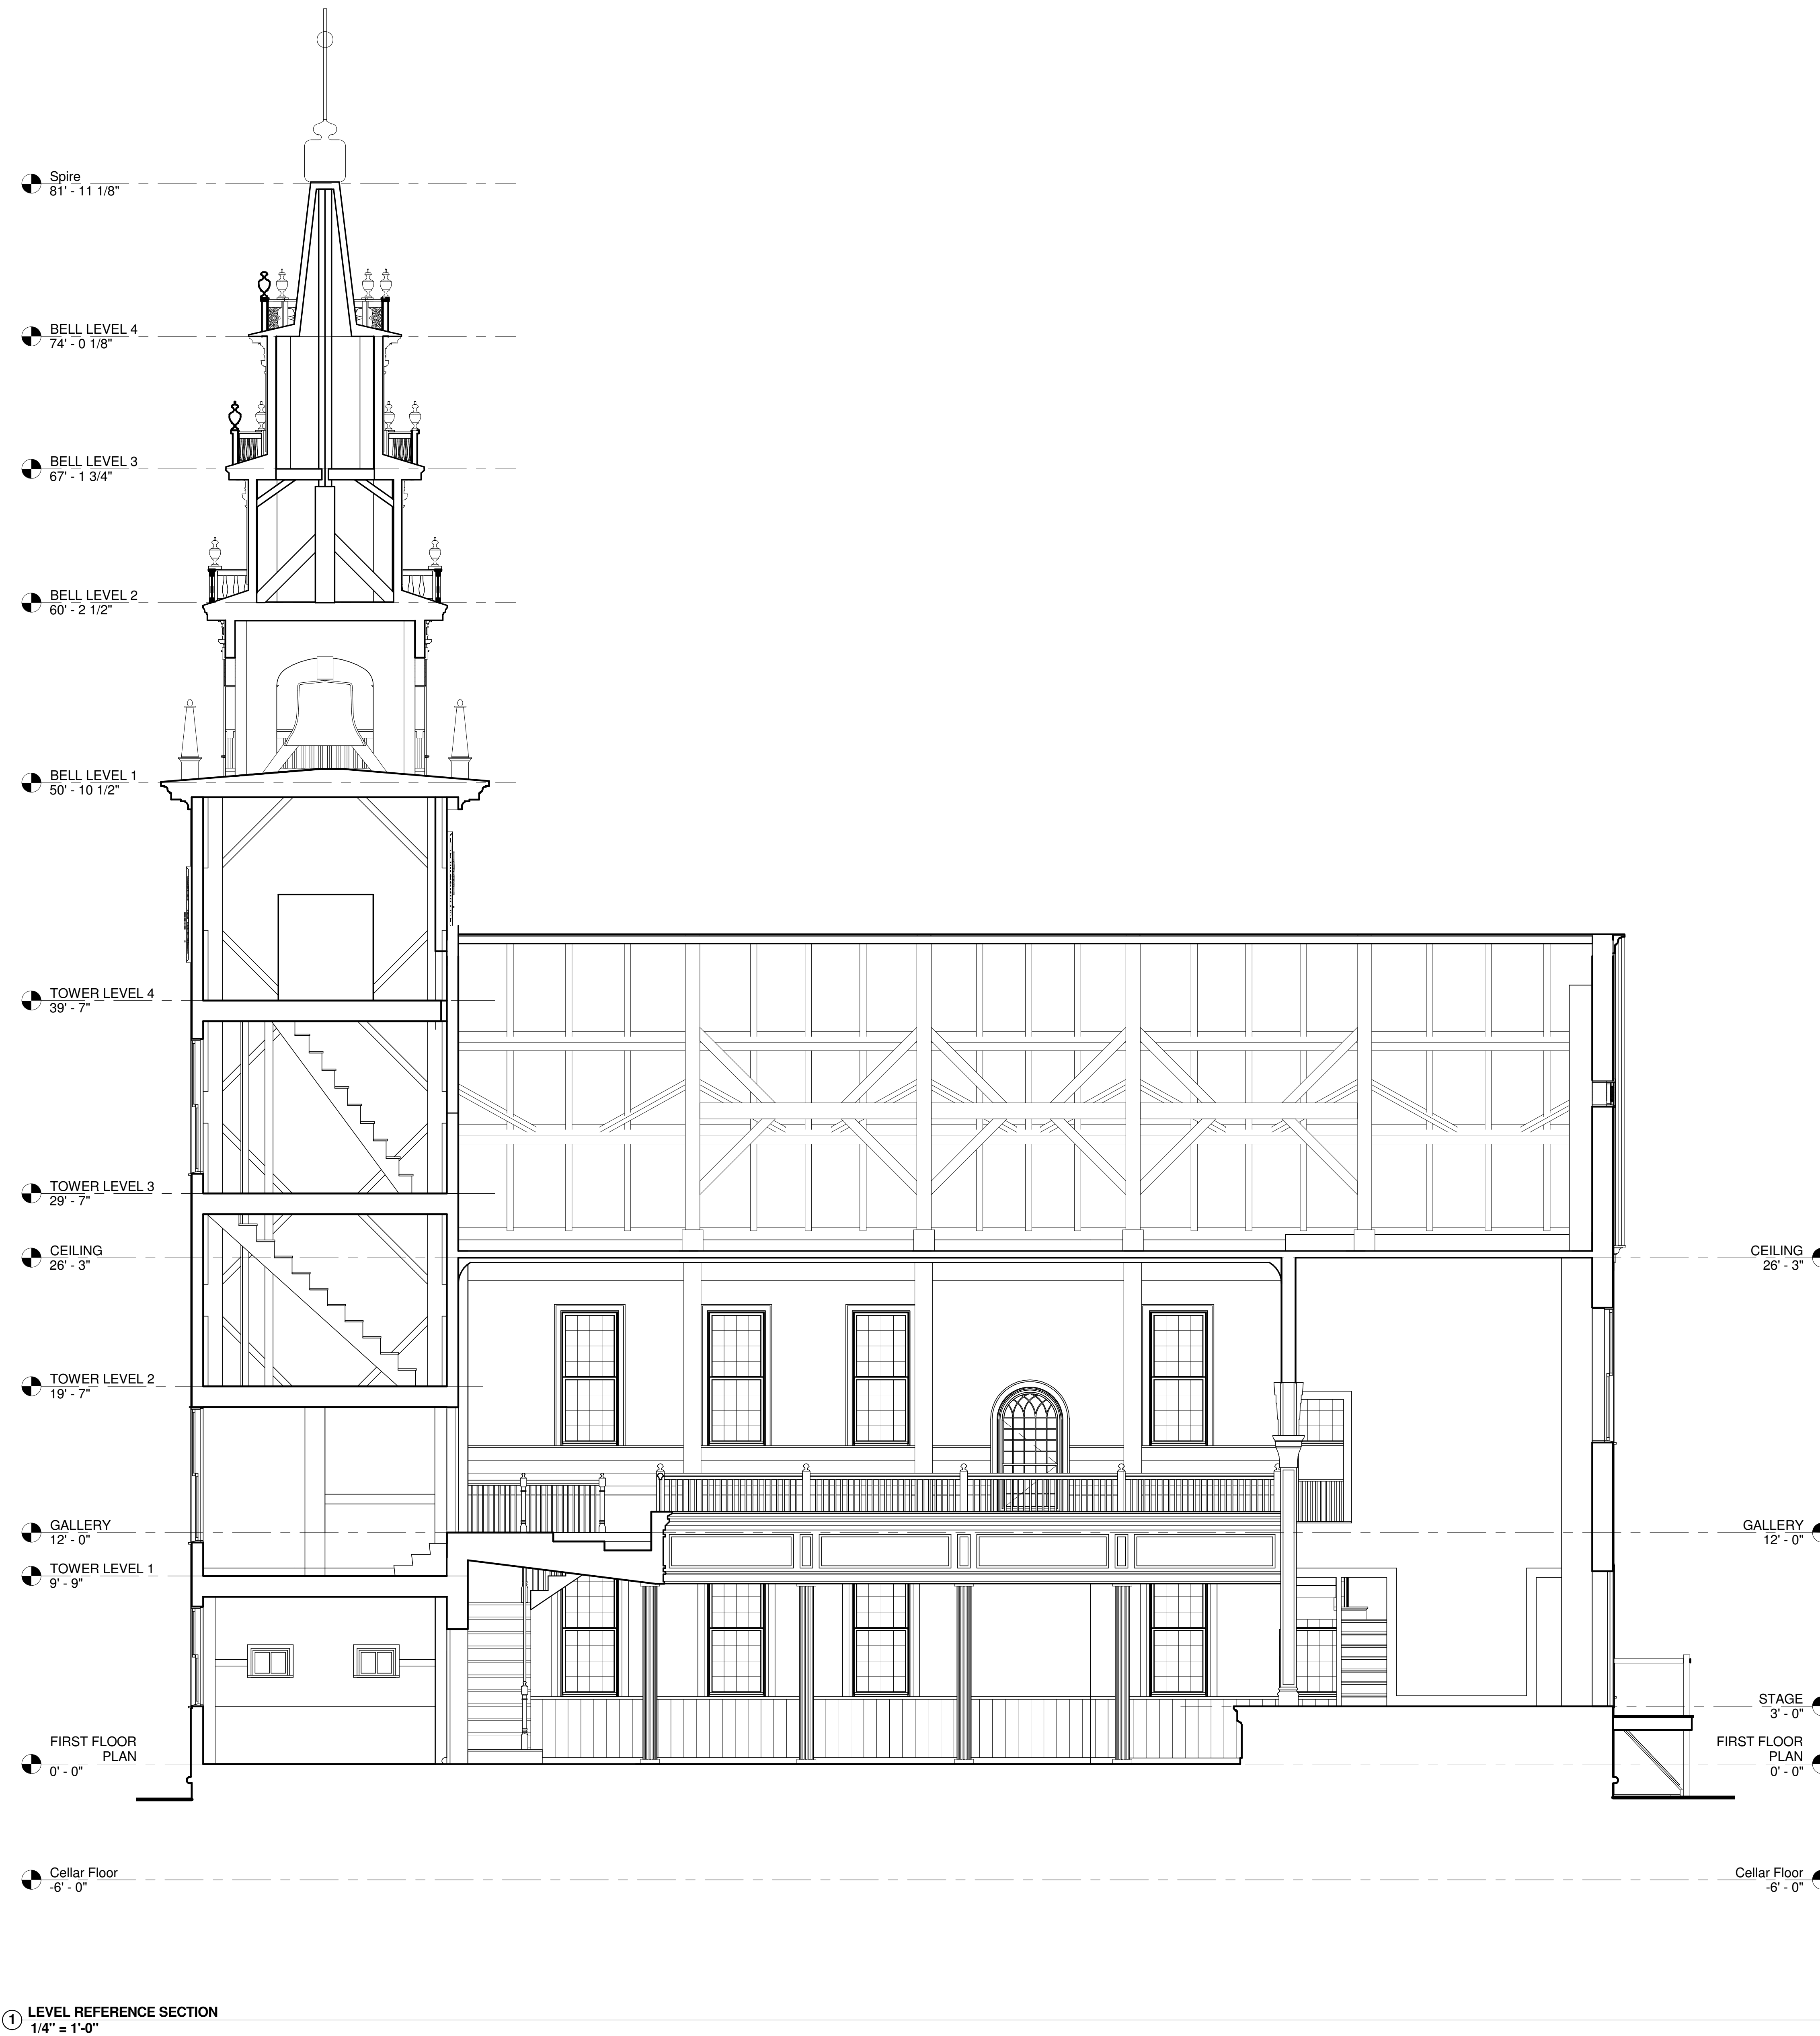 Spire
81' - 11 1/8"
BELL LEVEL 4
74' - 0 1/8"
BELL LEVEL 3
67' - 1 3/4"
BELL LEVEL 2
60' - 2 1/2"
BELL LEVEL 1
50' - 10 1/2"
TOWER LEVEL 4
39' - 7"
TOWER LEVEL 3
29' - 7"
CEILING
26' - 3"
CEILING
26' - 3"
TOWER LEVEL 2
19' - 7"
GALLERY
12' - 0"
GALLERY
12' - 0"
TOWER LEVEL 1
9' - 9"
STAGE
3' - 0"
FIRST FLOOR
PLAN
0' - 0"
FIRST FLOOR
PLAN
0' - 0"
Cellar Floor
-6' - 0"
Cellar Floor
-6' - 0"
1 LEVEL REFERENCE SECTION
1/4" = 1'-0"